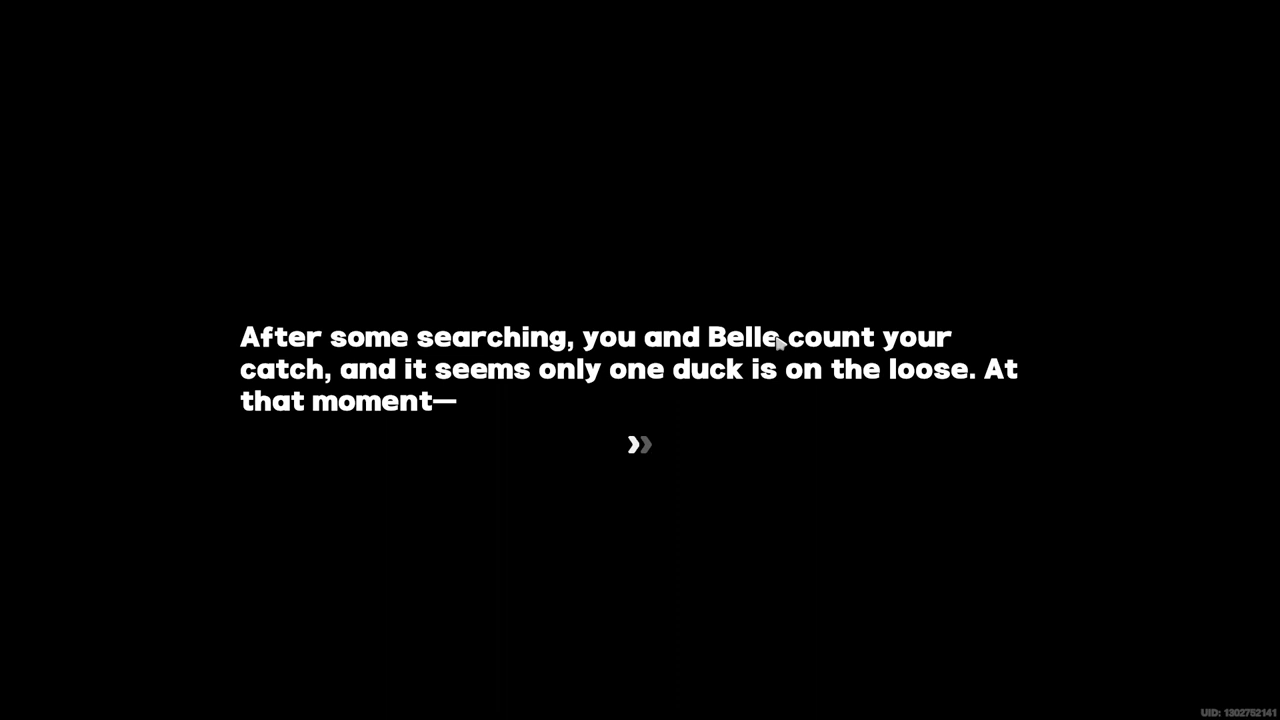 After some searching, you and Belle count your
catch, and it seems only one duck is on the loose. At
that moment—
UID: 1302752141